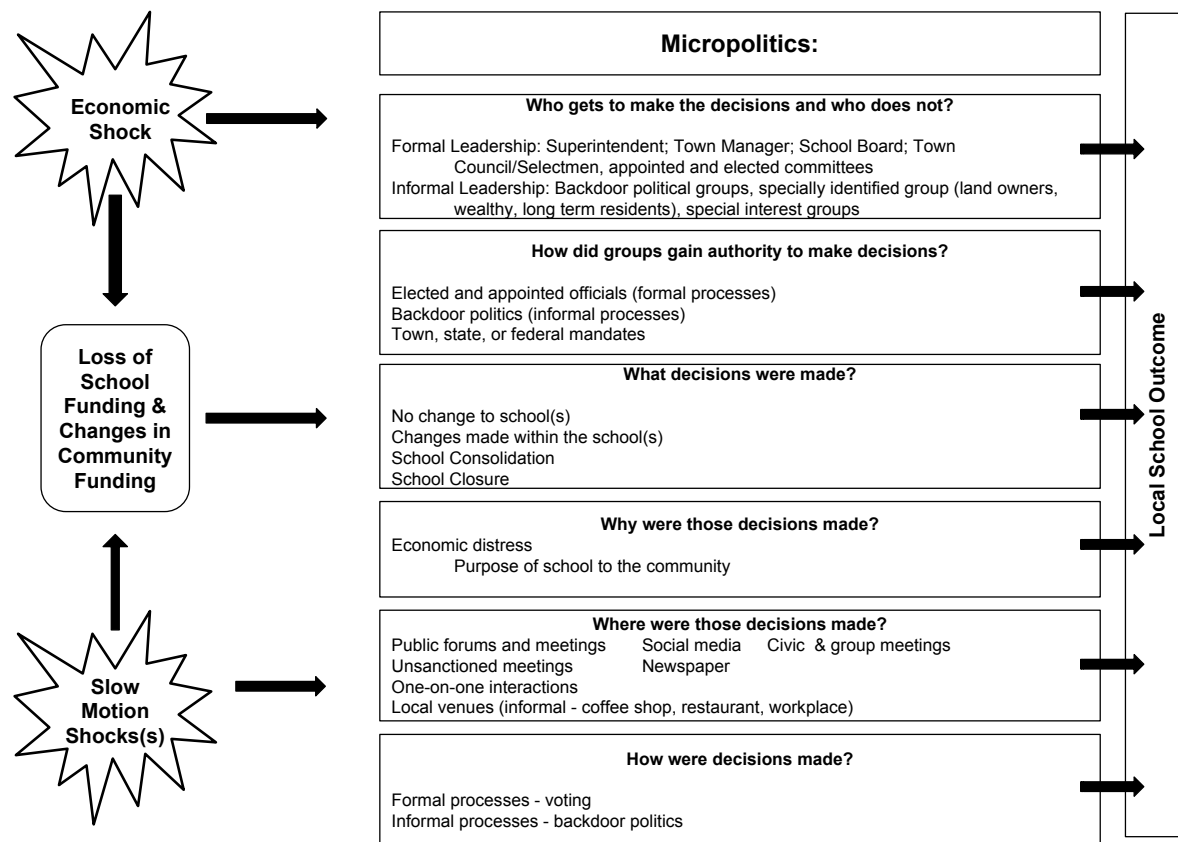 Economic
Shock
Loss of
School
Funding &
Changes in
Community
Funding
Slow
Motion
Shocks(s)
Micropolitics:
Who gets to make the decisions and who does not?
Formal Leadership: Superintendent; Town Manager; School Board; Town
Council/Selectmen, appointed and elected committees
Informal Leadership: Backdoor political groups, specially identified group (land owners,
wealthy, long term residents), special interest groups
How did groups gain authority to make decisions?
Elected and appointed officials (formal processes)
Backdoor politics (informal processes)
Town, state, or federal mandates
What decisions were made?
No change to school(s)
Changes made within the school(s)
School Consolidation
School Closure
Why were those decisions made?
Economic distress
Purpose of school to the community
Where were those decisions made?
Public forums and meetings Social media Civic & group meetings
Unsanctioned meetings Newspaper
One-on-one interactions
Local venues (informal - coffee shop, restaurant, workplace)
How were decisions made?
Formal processes - voting
Informal processes - backdoor politics
Local School Outcome